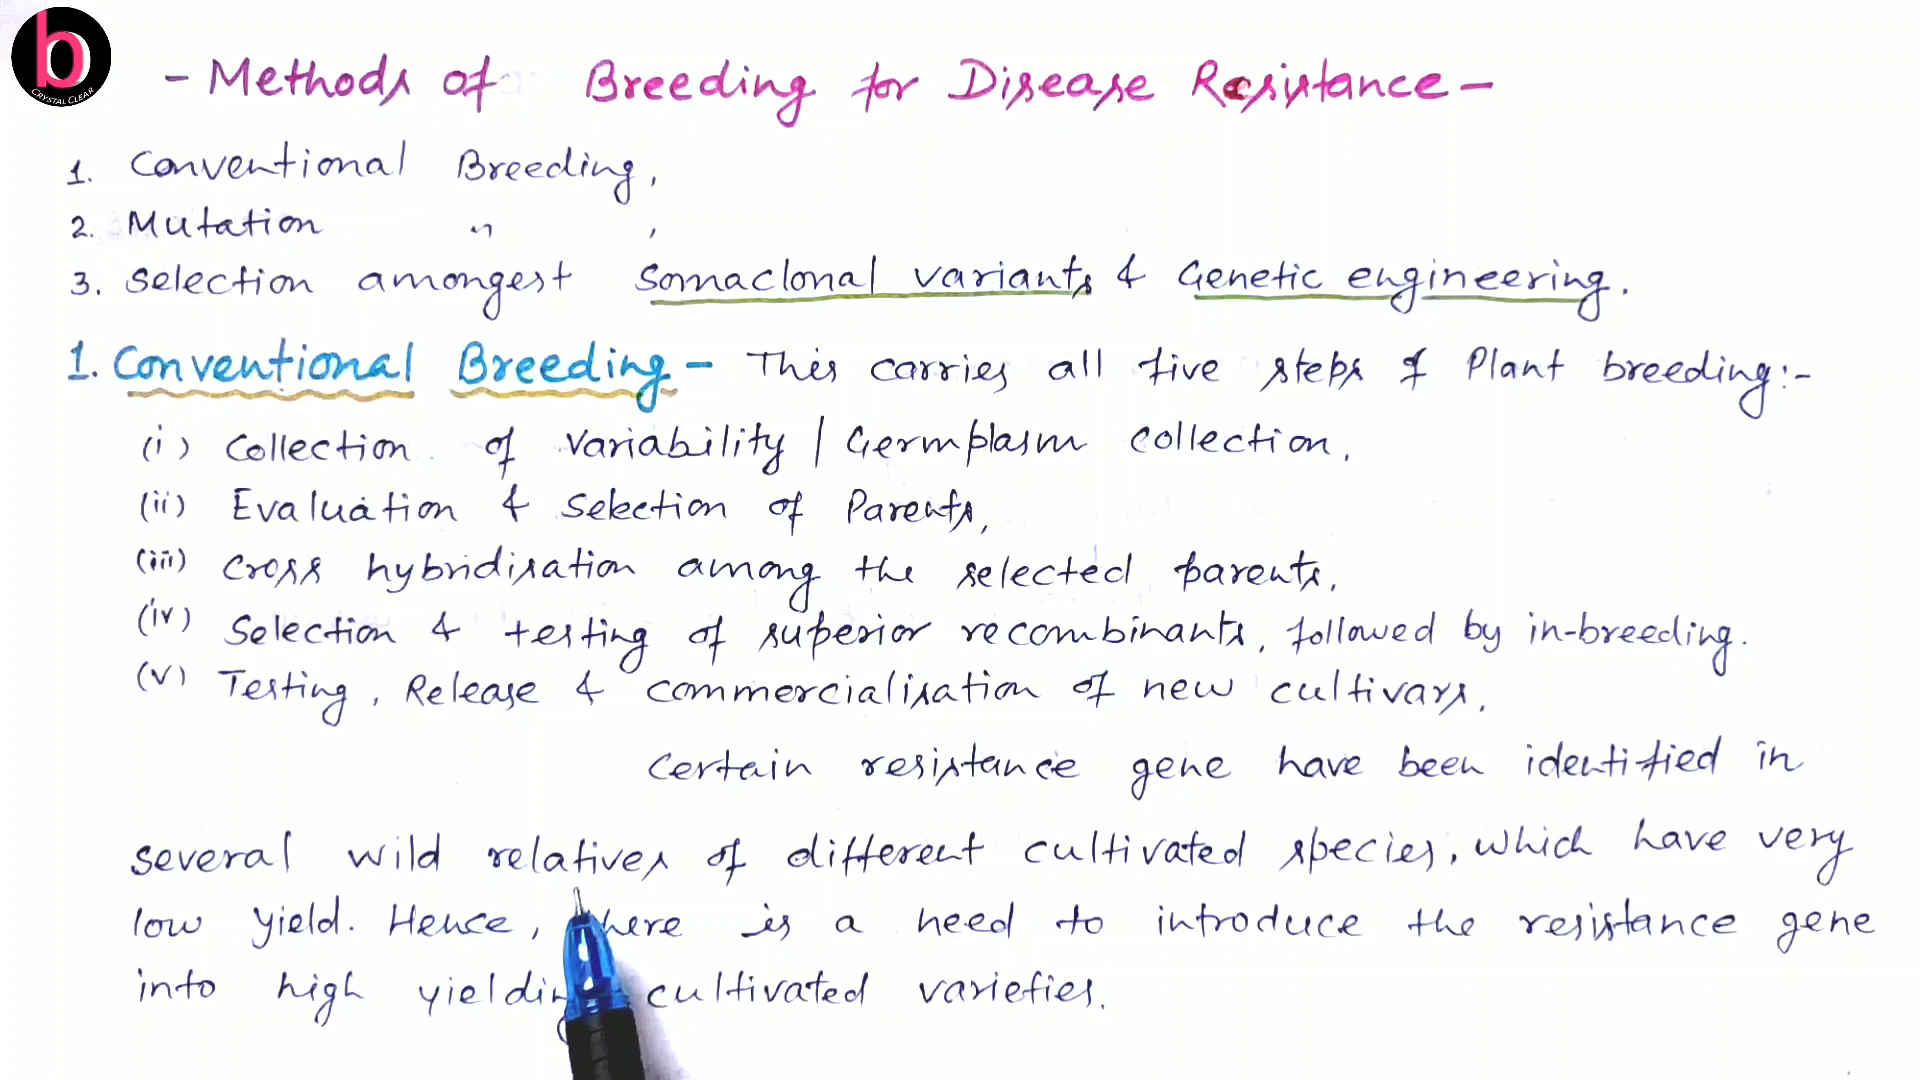 b
CRYSTAL CLEAR
- Methods of Breeding for Disease Resistance -
1. Conventional Breeding,
2. Mutation " ,
3. Selection amongest Somaclonal variants & Genetic engineering.
1. Conventional Breeding - This carries all five steps of Plant breeding:-
(i) Collection of Variability / Germplasm collection.
(ii) Evaluation & Selection of Parents,
(iii) Cross hybridisation among the selected parents,
(iv) Selection & testing of superior recombinants, followed by in-breeding.
(v) Testing, Release & commercialisation of new cultivars.
Certain resistance gene have been identified in
several wild relatives of different cultivated species, which have very
low yield. Hence, there is a need to introduce the resistance gene
into high yielding cultivated varieties.